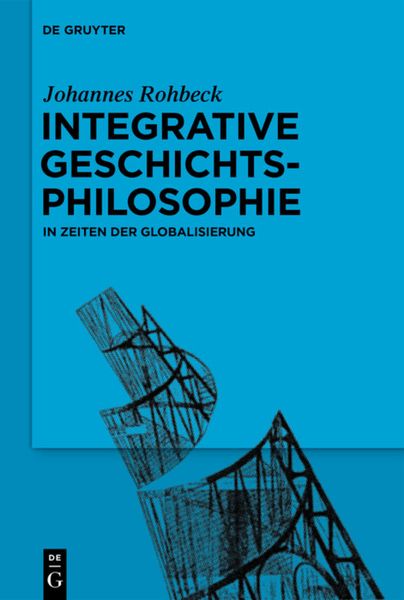 DE GRUYTER
Johannes Rohbeck
INTEGRATIVE
GESCHICHTS-
PHILOSOPHIE
IN ZEITEN DER GLOBALISIERUNG
DE
G